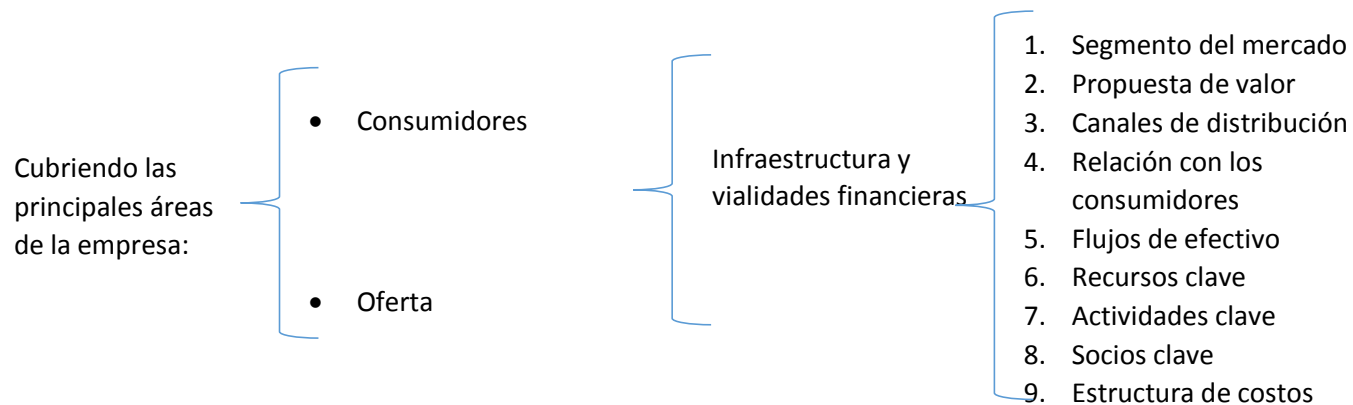 Cubriendo las
principales áreas
de la empresa:
• Consumidores
• Oferta
Infraestructura y
vialidades financieras
1. Segmento del mercado
2. Propuesta de valor
3. Canales de distribución
4. Relación con los
consumidores
5. Flujos de efectivo
6. Recursos clave
7. Actividades clave
8. Socios clave
9. Estructura de costos